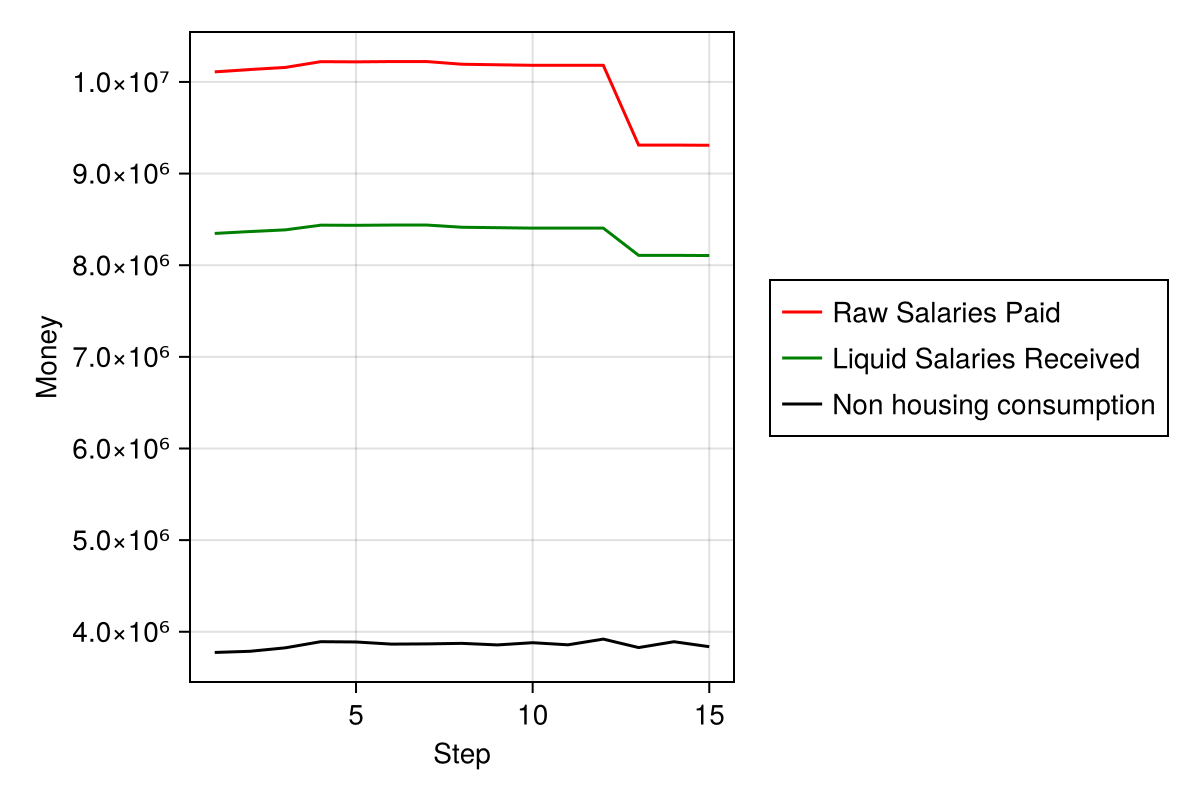 1.0×10⁷
9.0×10⁶
8.0×10⁶
7.0×10⁶
6.0×10⁶
5.0×10⁶
4.0×10⁶
Money
5 10 15
Step
Raw Salaries Paid
Liquid Salaries Received
Non housing consumption